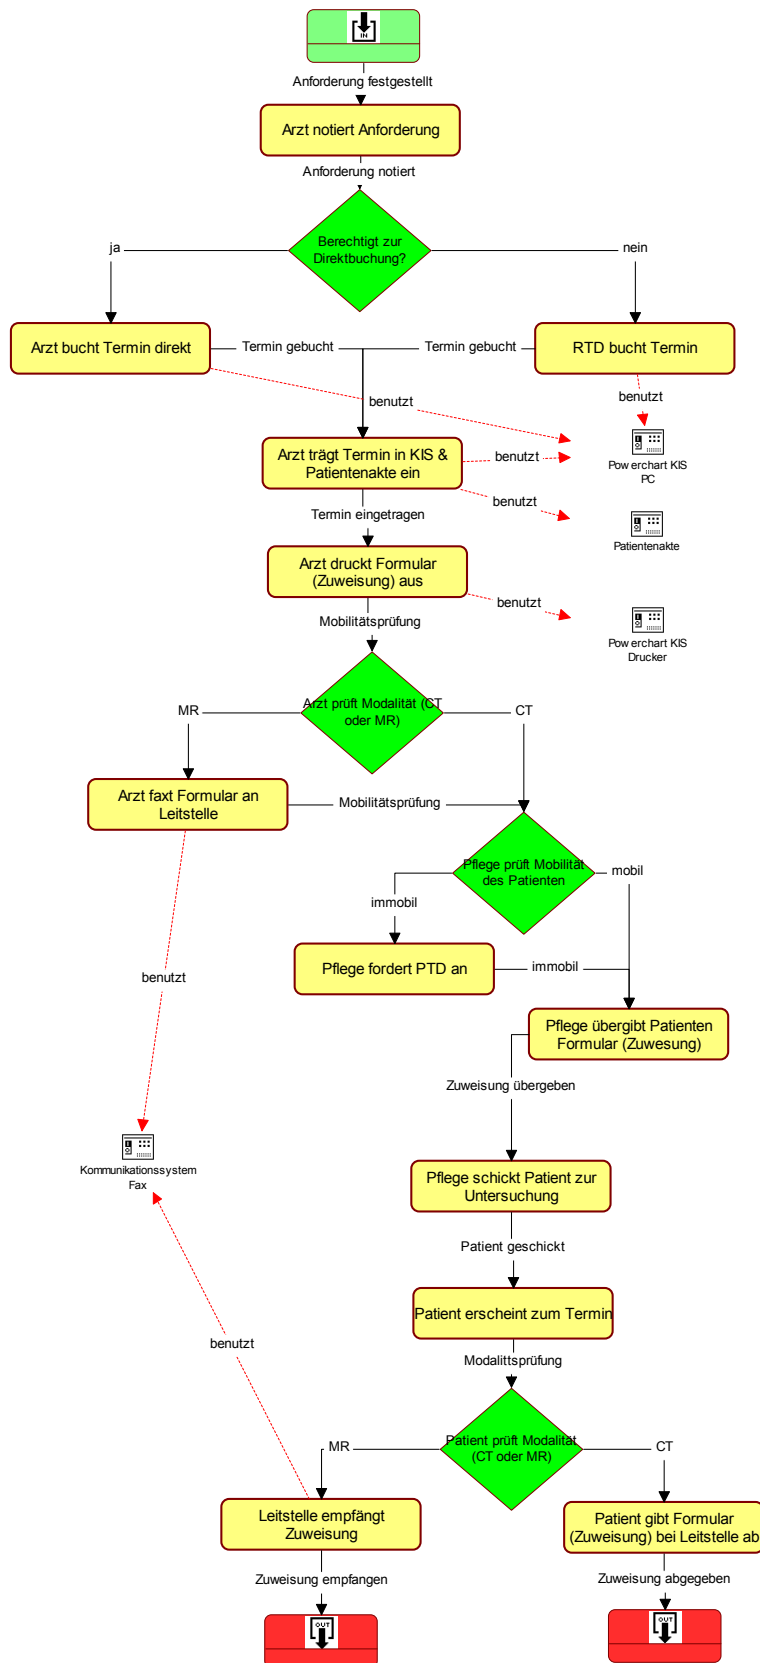 IN
Anforderung festgestellt
Arzt notiert Anforderung
Anforderung notiert
Berechtigt zur
Direktbuchung?
ja
nein
Arzt bucht Termin direkt
Termin gebucht
Termin gebucht
RTD bucht Termin
benutzt
benutzt
Arzt trägt Termin in KIS &
Patientenakte ein
benutzt
Powerchart KIS
PC
benutzt
Termin eingetragen
Patientenakte
Arzt druckt Formular
(Zuweisung) aus
benutzt
Mobilitätsprüfung
Powerchart KIS
Drucker
Arzt prüft Modalität (CT
oder MR)
MR
CT
Arzt faxt Formular an
Leitstelle
Mobilitätsprüfung
Pflege prüft Mobilität
des Patienten
mobil
immobil
Pflege fordert PTD an
immobil
benutzt
Pflege übergibt Patienten
Formular (Zuwesung)
Zuweisung übergeben
Kommunikationssystem
Fax
Pflege schickt Patient zur
Untersuchung
Patient geschickt
Patient erscheint zum Termin
benutzt
Modalittsprüfung
Patient prüft Modalität
(CT oder MR)
MR
CT
Leitstelle empfängt
Zuweisung
Patient gibt Formular
(Zuweisung) bei Leitstelle ab
Zuweisung empfangen
Zuweisung abgegeben
OUT
OUT